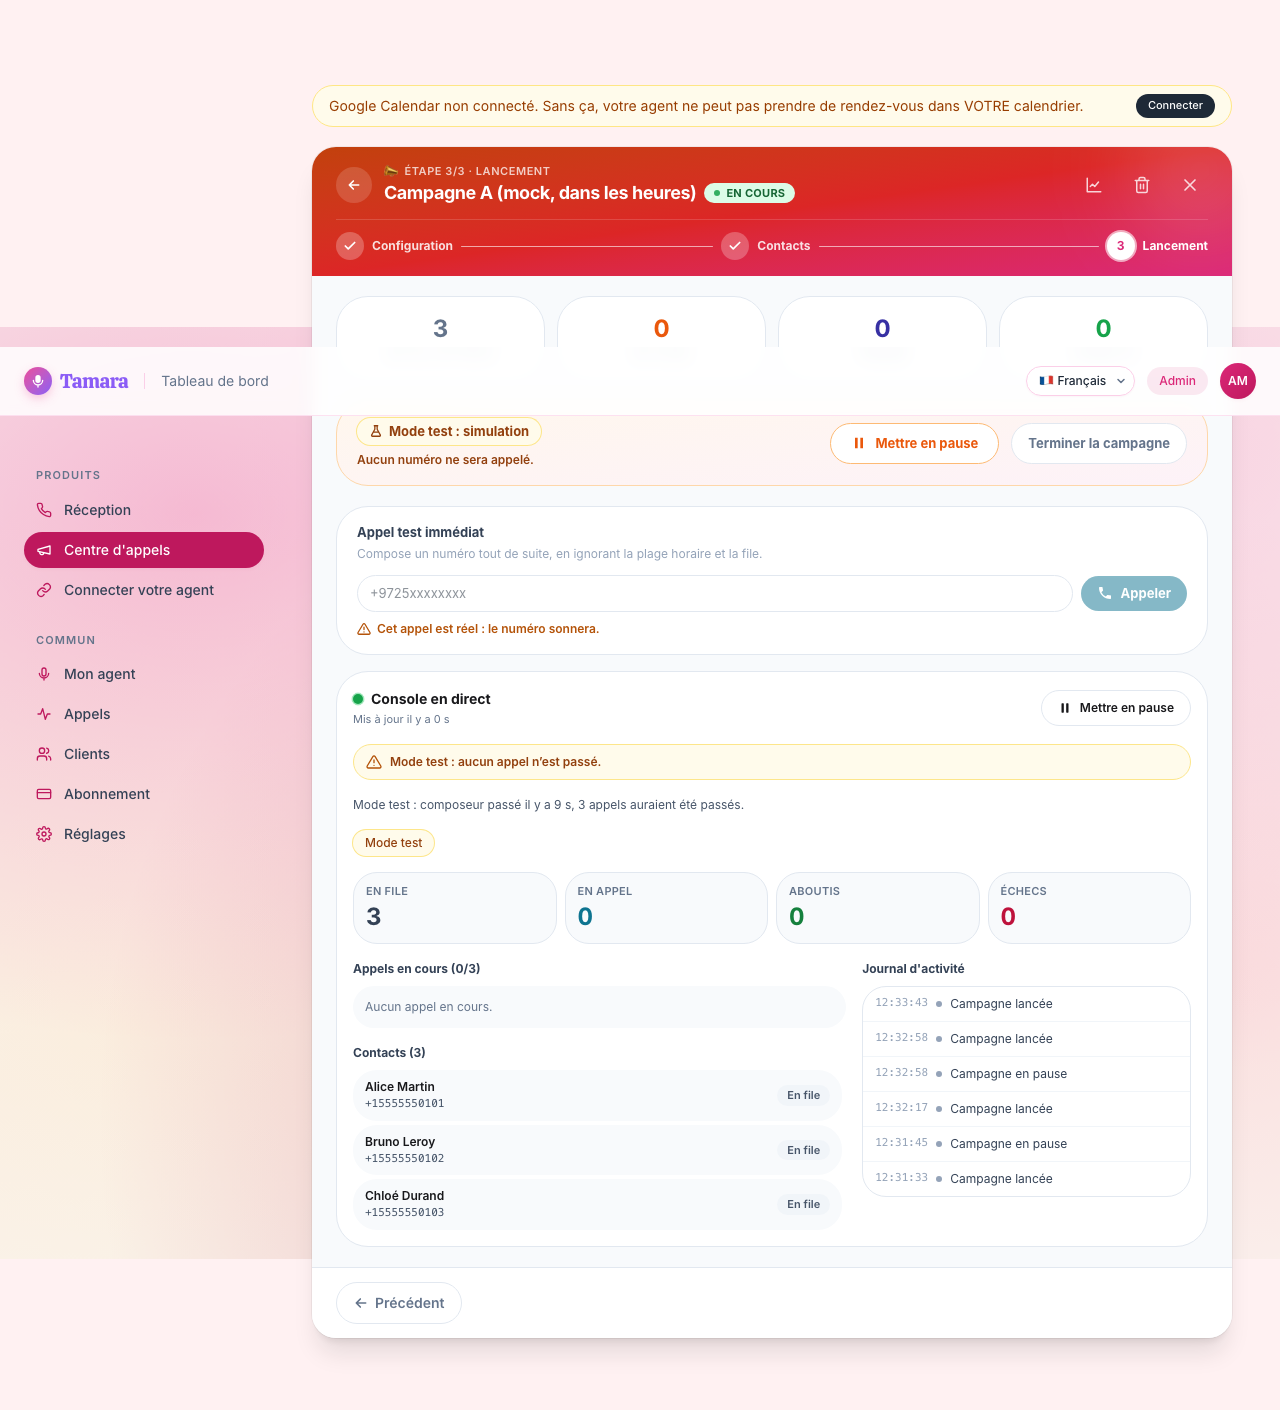 Google Calendar non connecté. Sans ça, votre agent ne peut pas prendre de rendez-vous dans VOTRE calendrier.
Connecter
ÉTAPE 3/3 · LANCEMENT
Campagne A (mock, dans les heures)
EN COURS
Configuration
Contacts
3
Lancement
3
0
0
0
Tamara
Tableau de bord
Français
Admin
AM
Mode test : simulation
Aucun numéro ne sera appelé.
Mettre en pause
Terminer la campagne
PRODUITS
Réception
Centre d'appels
Connecter votre agent
COMMUN
Mon agent
Appels
Clients
Abonnement
Réglages
Appel test immédiat
Compose un numéro tout de suite, en ignorant la plage horaire et la file.
+9725xxxxxxxx
Appeler
Cet appel est réel : le numéro sonnera.
Console en direct
Mis à jour il y a 0 s
Mettre en pause
Mode test : aucun appel n’est passé.
Mode test : composeur passé il y a 9 s, 3 appels auraient été passés.
Mode test
EN FILE
3
EN APPEL
0
ABOUTIS
0
ÉCHECS
0
Appels en cours (0/3)
Aucun appel en cours.
Contacts (3)
Alice Martin
+15555550101
En file
Bruno Leroy
+15555550102
En file
Chloé Durand
+15555550103
En file
Journal d'activité
12:33:43 Campagne lancée
12:32:58 Campagne lancée
12:32:58 Campagne en pause
12:32:17 Campagne lancée
12:31:45 Campagne en pause
12:31:33 Campagne lancée
Précédent